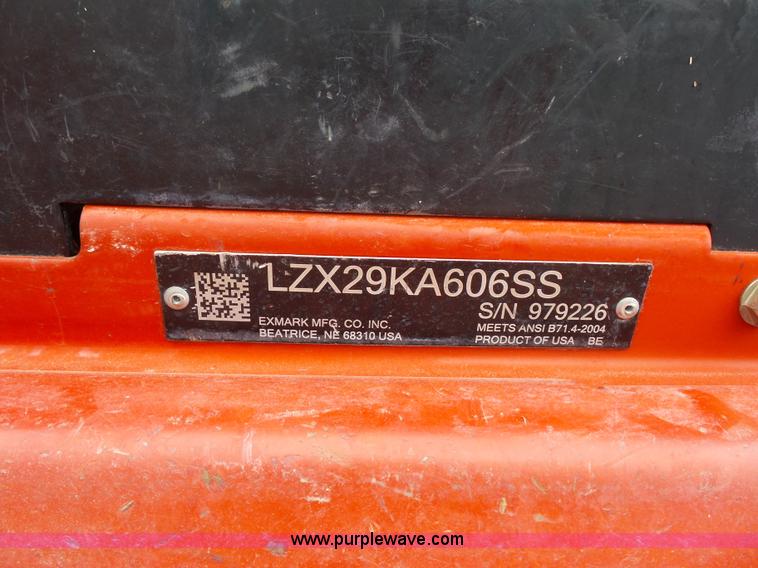 LZX29KA606SS
S/N 979226
EXMARK MFG. CO. INC.
BEATRICE, NE 68310 USA
MEETS ANSI B71.4-2004
PRODUCT OF USA BE
www.purplewave.com